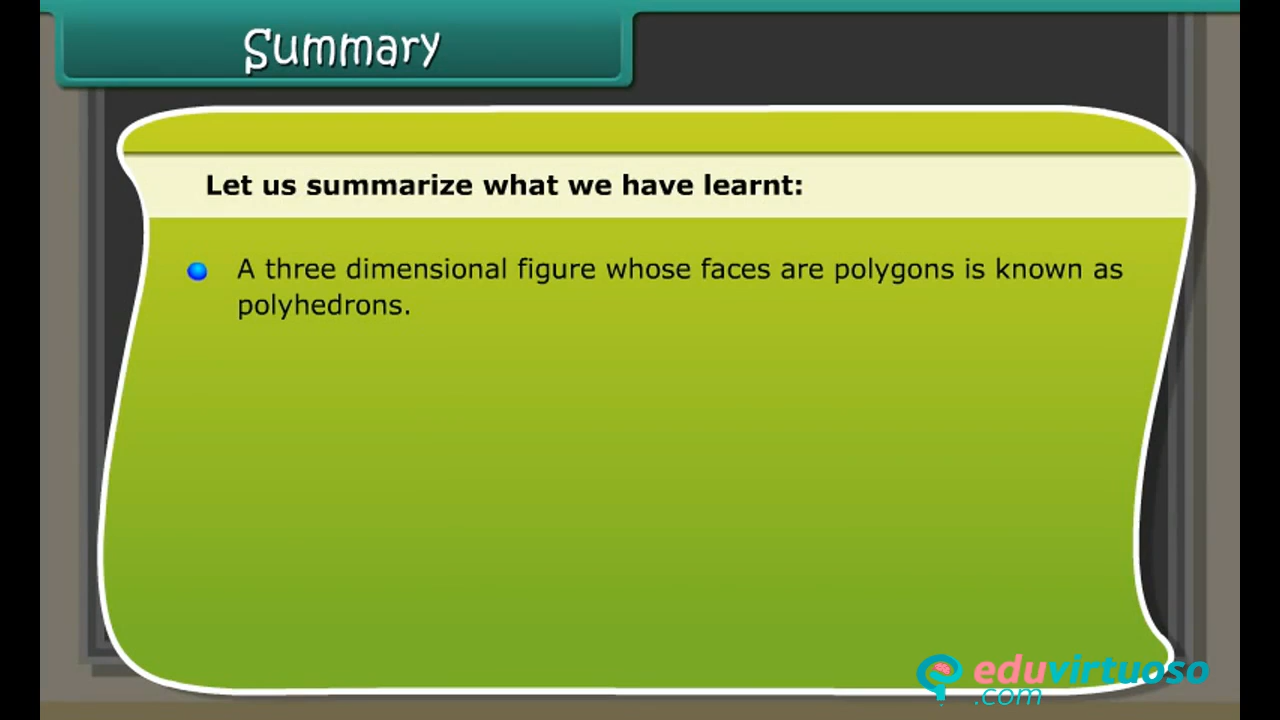 Summary
Let us summarize what we have learnt:
A three dimensional figure whose faces are polygons is known as
polyhedrons.
eduvirtuoso
.com